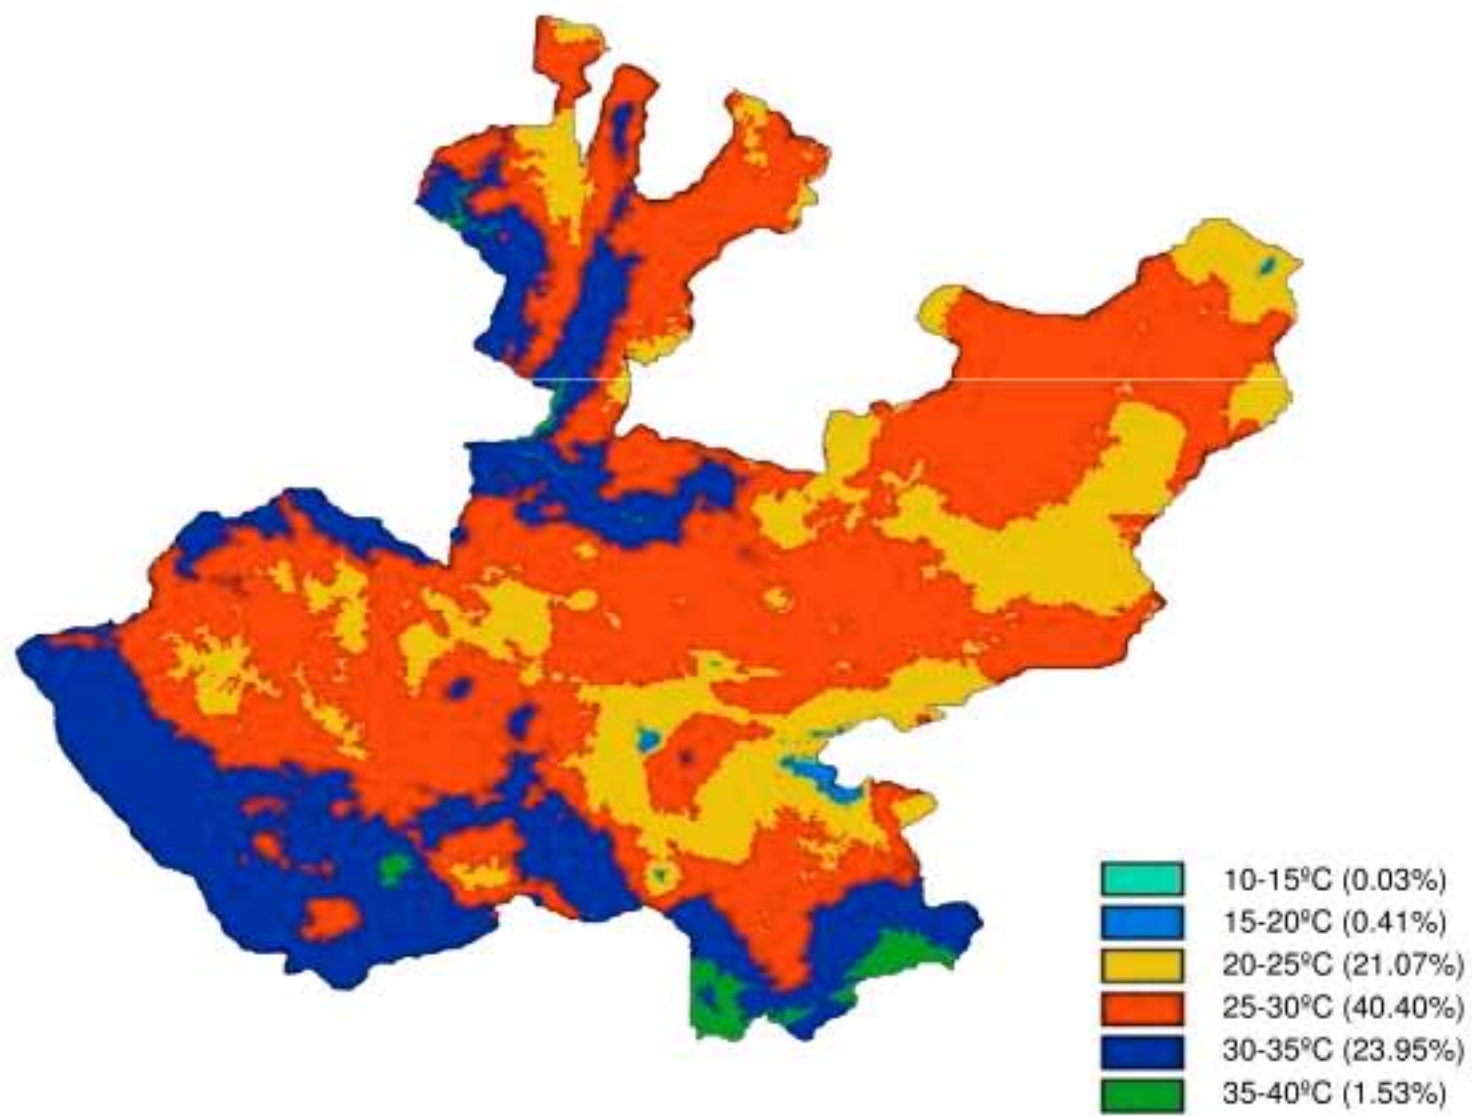 10-15ºC (0.03%)
15-20ºC (0.41%)
20-25ºC (21.07%)
25-30ºC (40.40%)
30-35ºC (23.95%)
35-40ºC (1.53%)